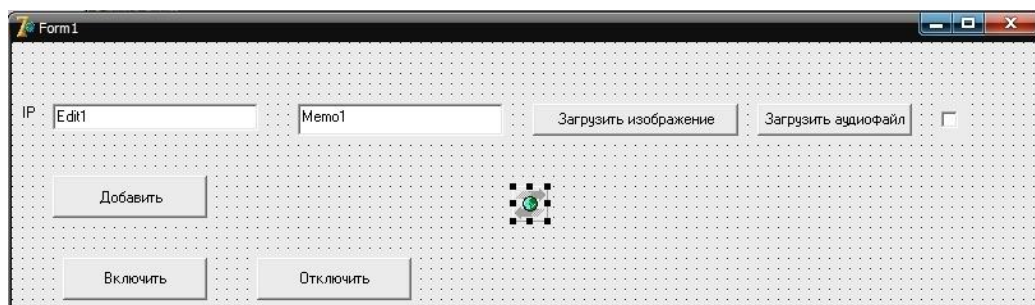 Form1
IP Edit1 Memo1 Загрузить изображение Загрузить аудиофайл
Добавить
Включить Отключить